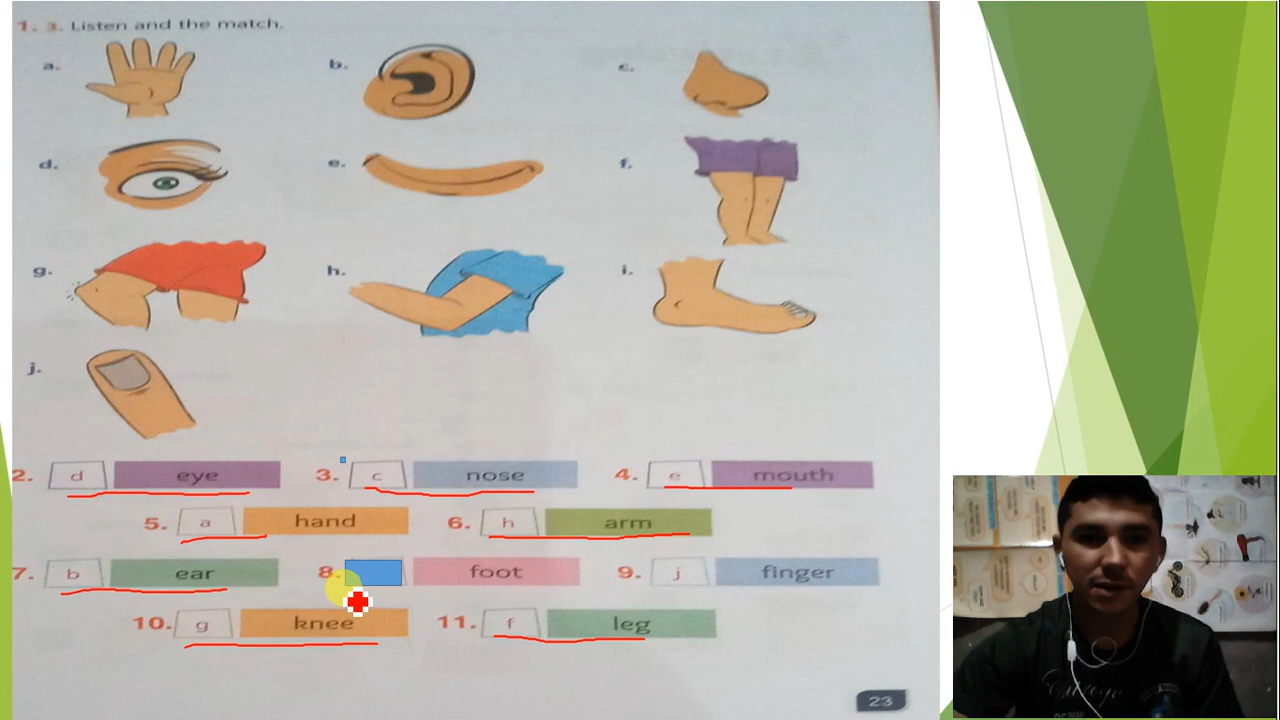 1. 3. Listen and the match.
a. b. c.
d. e. f.
g. h. i.
j.
2. d eye 3. c nose 4. e mouth
5. a hand 6. h arm
7. b ear 8. foot 9. j finger
10. g knee 11. f leg
23